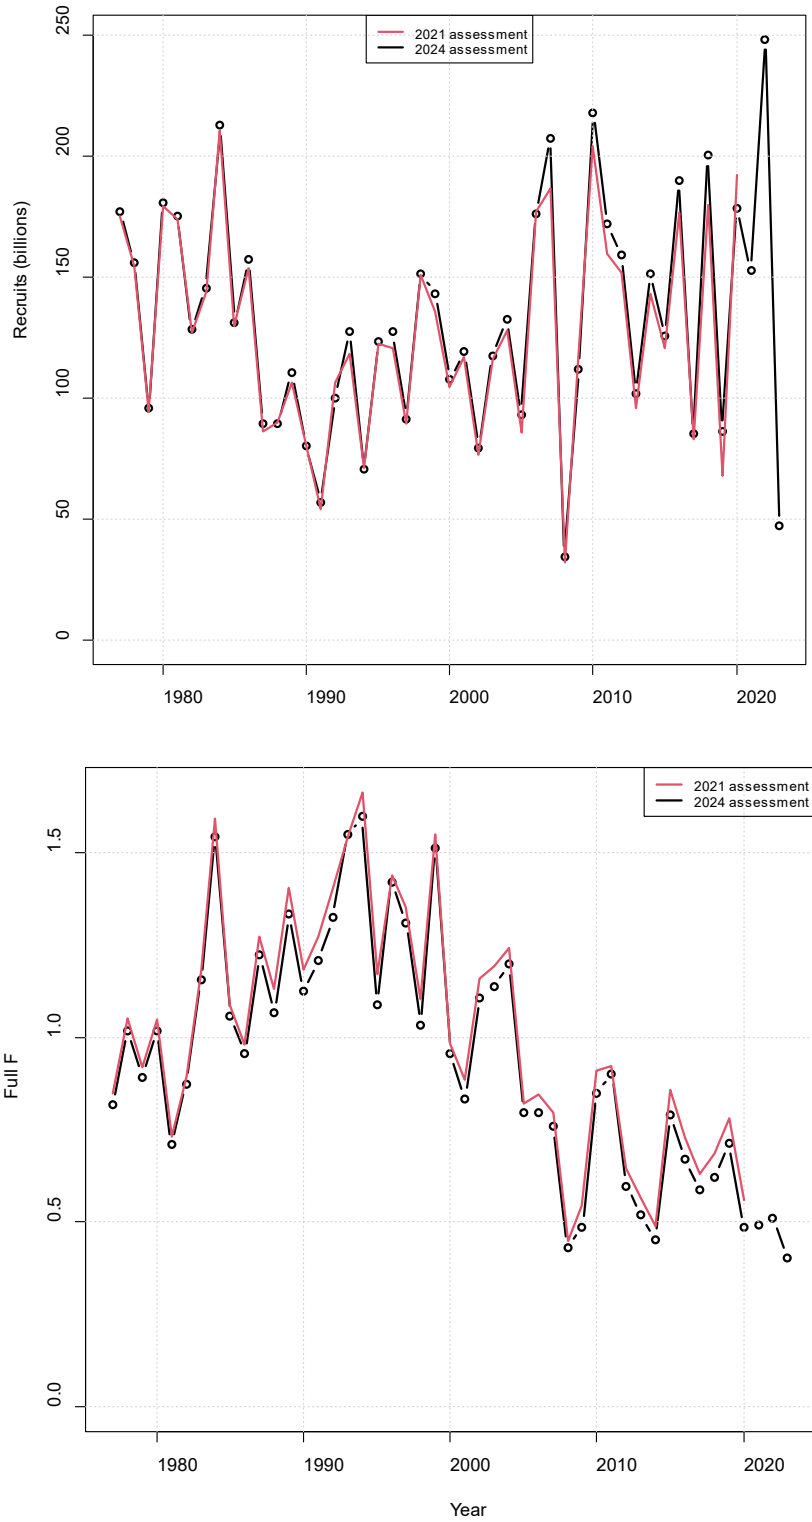 2021 assessment
2024 assessment
Recruits (billions)
250
200
150
100
50
0
1980 1990 2000 2010 2020
2021 assessment
2024 assessment
Full F
1.5
1.0
0.5
0.0
1980 1990 2000 2010 2020
Year